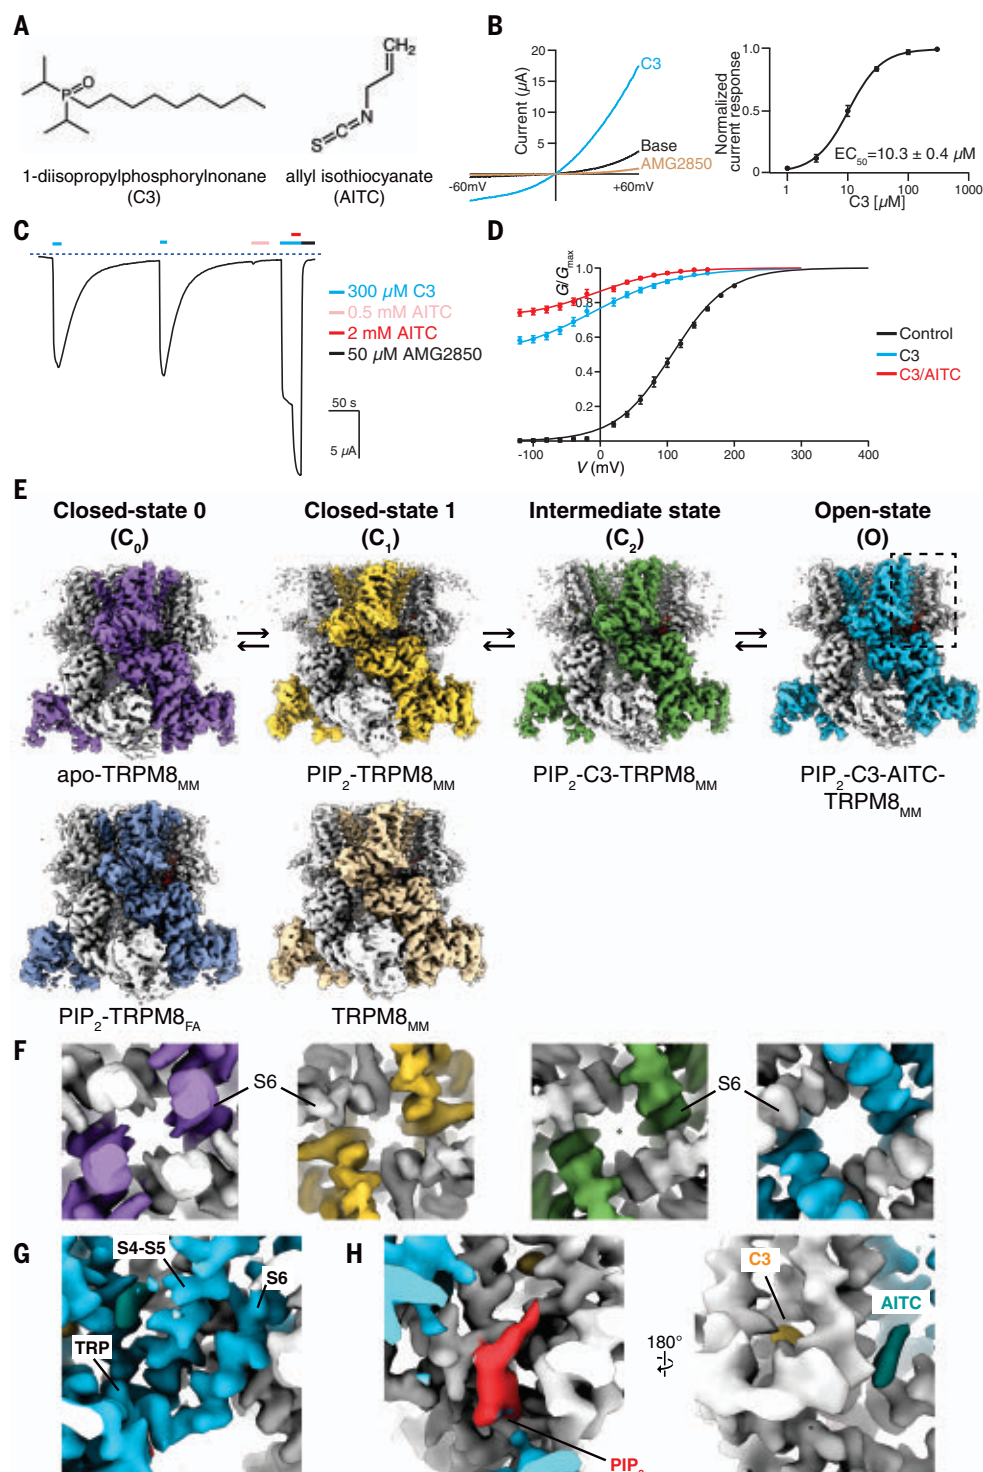 A
CH2
P
O
N
C
S
1-diisopropylphosphorylnonane
(C3)
allyl isothiocyanate
(AITC)
B
Current (µA)
20
15
10
5
C3
Base
AMG2850
-60mV
+60mV
Normalized
current response
1.0
0.5
0.0
EC50=10.3 ± 0.4 µM
1
10
100
1000
C3 [µM]
C
300 µM C3
0.5 mM AITC
2 mM AITC
50 µM AMG2850
50 s
5 µA
D
G/Gmax
1.0
0.8
0.6
0.4
0.2
-100
0
100
200
300
400
V (mV)
Control
C3
C3/AITC
E
Closed-state 0
(C0)
Closed-state 1
(C1)
Intermediate state
(C2)
Open-state
(O)
apo-TRPM8MM
PIP2-TRPM8MM
PIP2-C3-TRPM8MM
PIP2-C3-AITC-
TRPM8MM
PIP2-TRPM8FA
TRPM8MM
F
S6
S6
G
S4-S5
S6
TRP
H
180°
C3
AITC